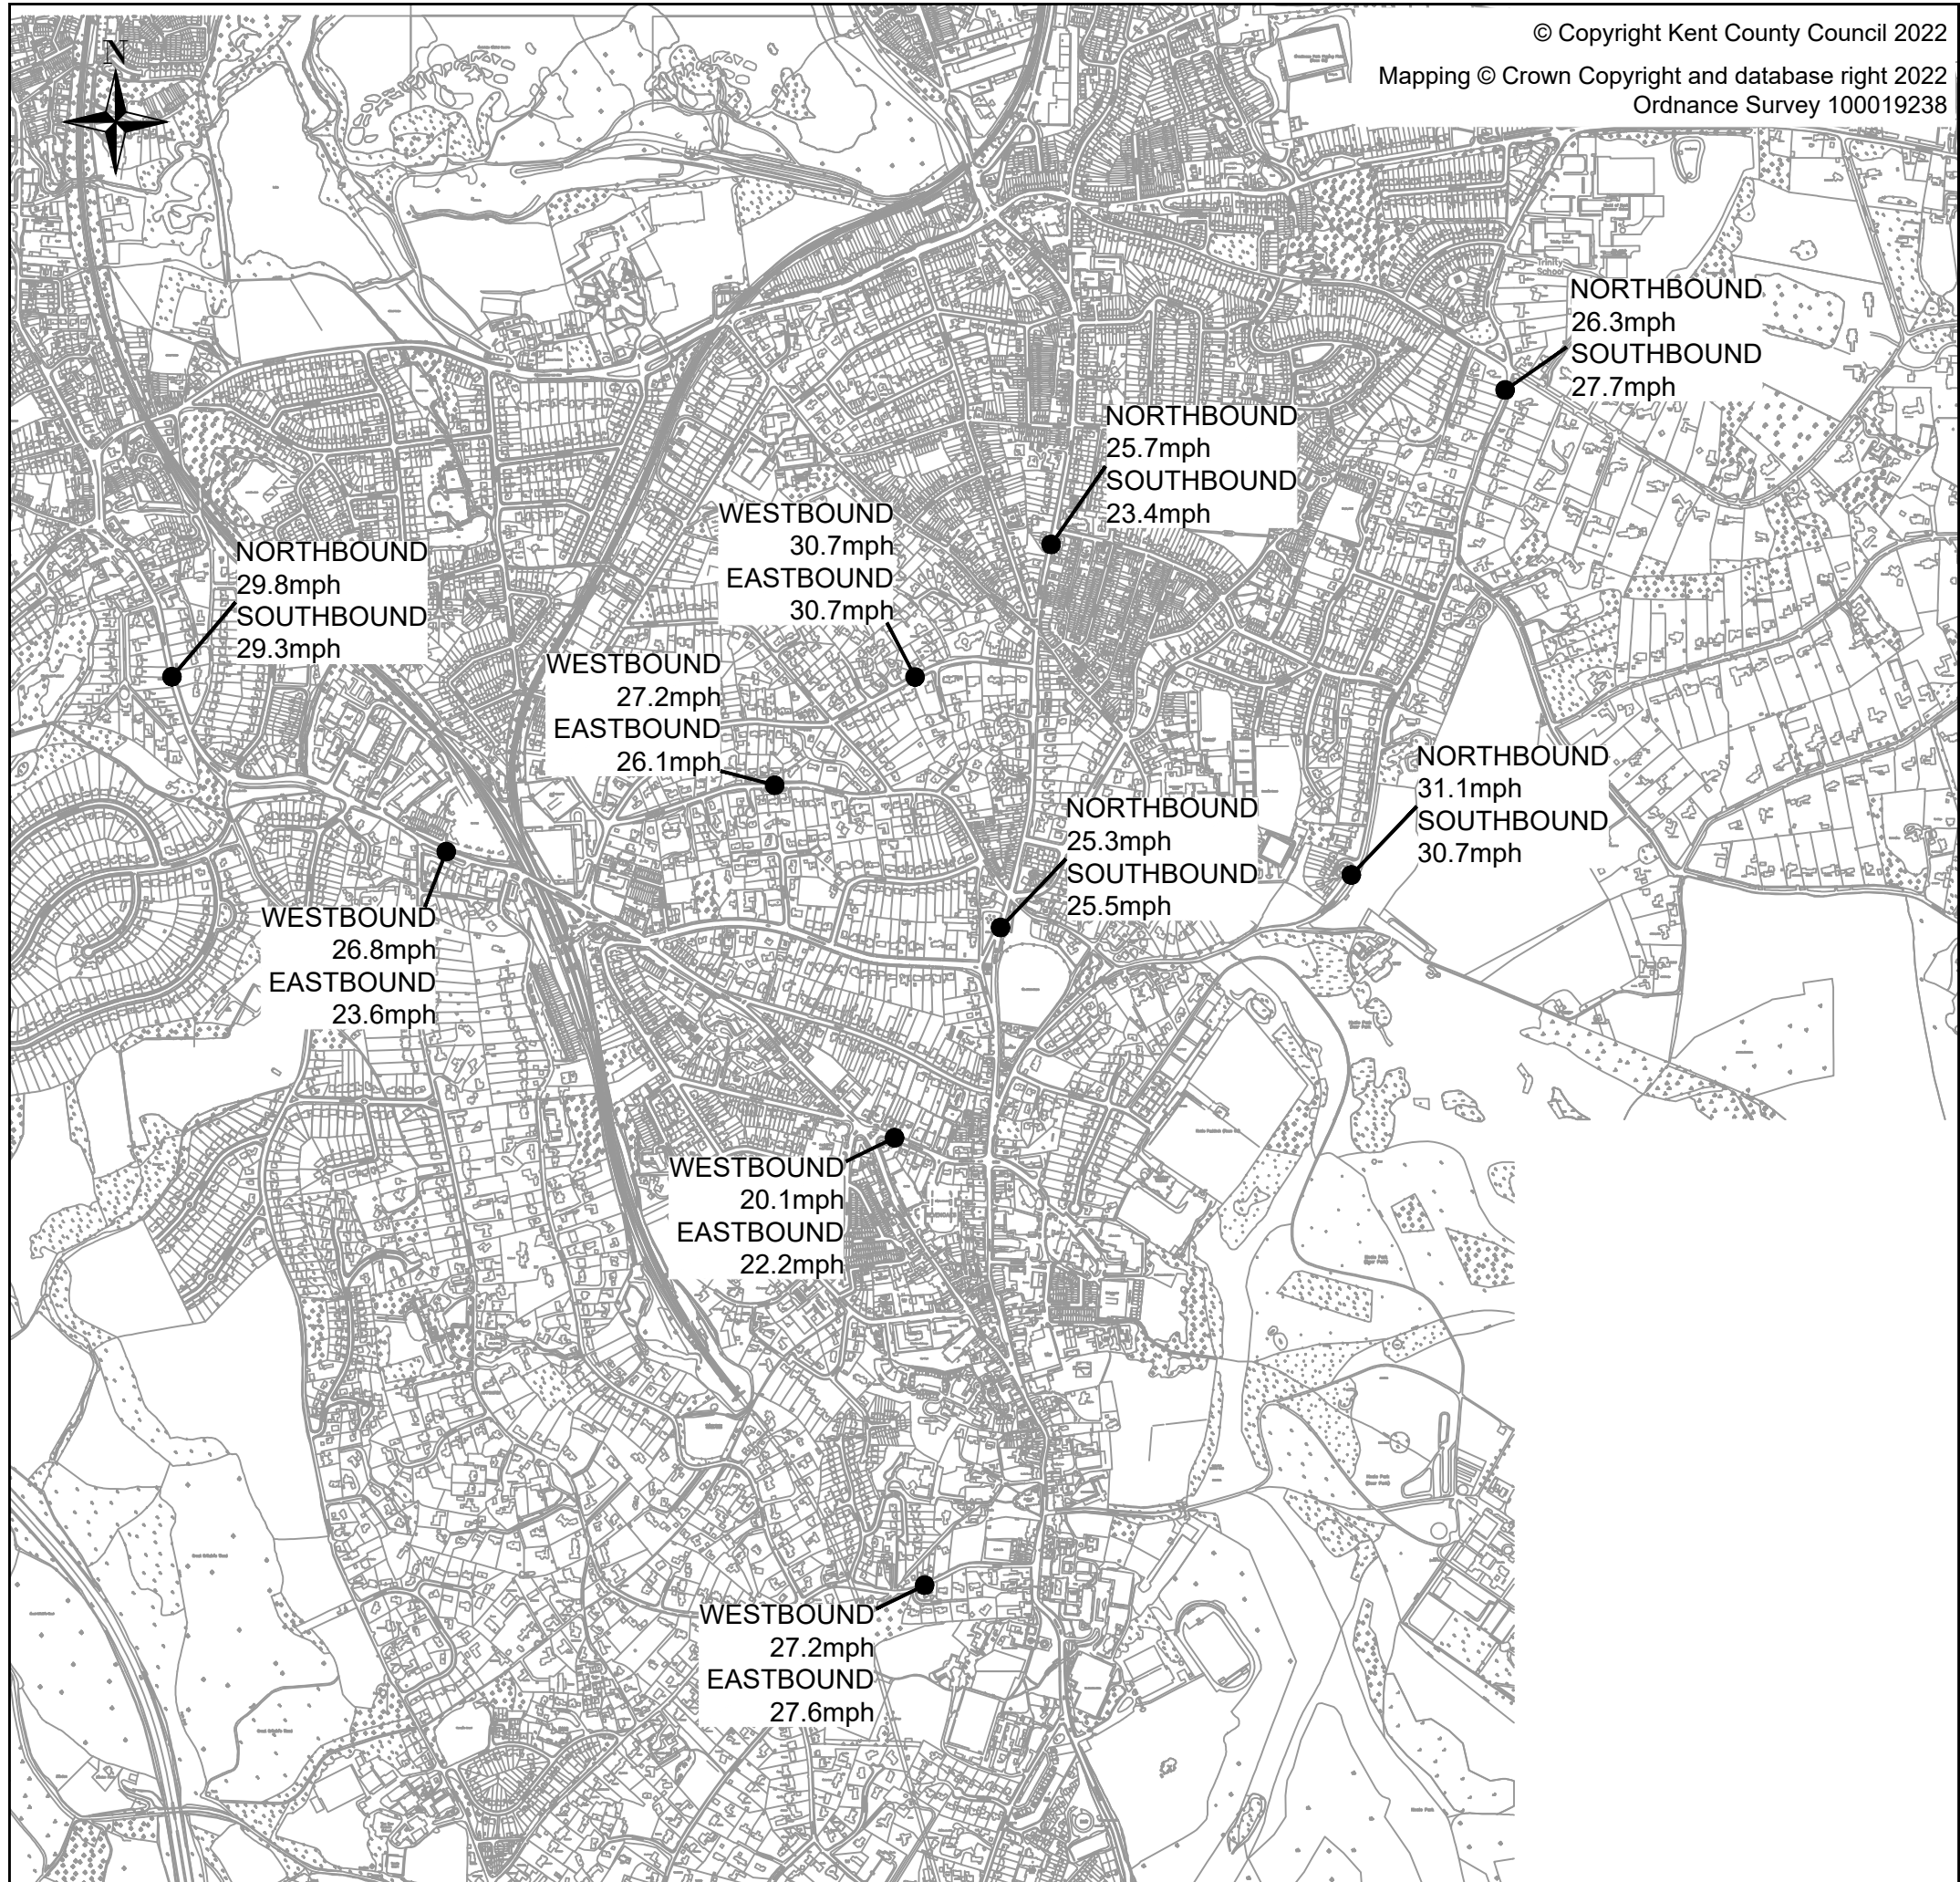 © Copyright Kent County Council 2022
Mapping © Crown Copyright and database right 2022
Ordnance Survey 100019238
N
Trinity
School
NORTHBOUND
26.3mph
SOUTHBOUND
27.7mph
NORTHBOUND
25.7mph
SOUTHBOUND
23.4mph
WESTBOUND
30.7mph
EASTBOUND
30.7mph
NORTHBOUND
29.8mph
SOUTHBOUND
29.3mph
WESTBOUND
27.2mph
EASTBOUND
26.1mph
NORTHBOUND
31.1mph
SOUTHBOUND
30.7mph
NORTHBOUND
25.3mph
SOUTHBOUND
25.5mph
WESTBOUND
26.8mph
EASTBOUND
23.6mph
WESTBOUND
20.1mph
EASTBOUND
22.2mph
WESTBOUND
27.2mph
EASTBOUND
27.6mph